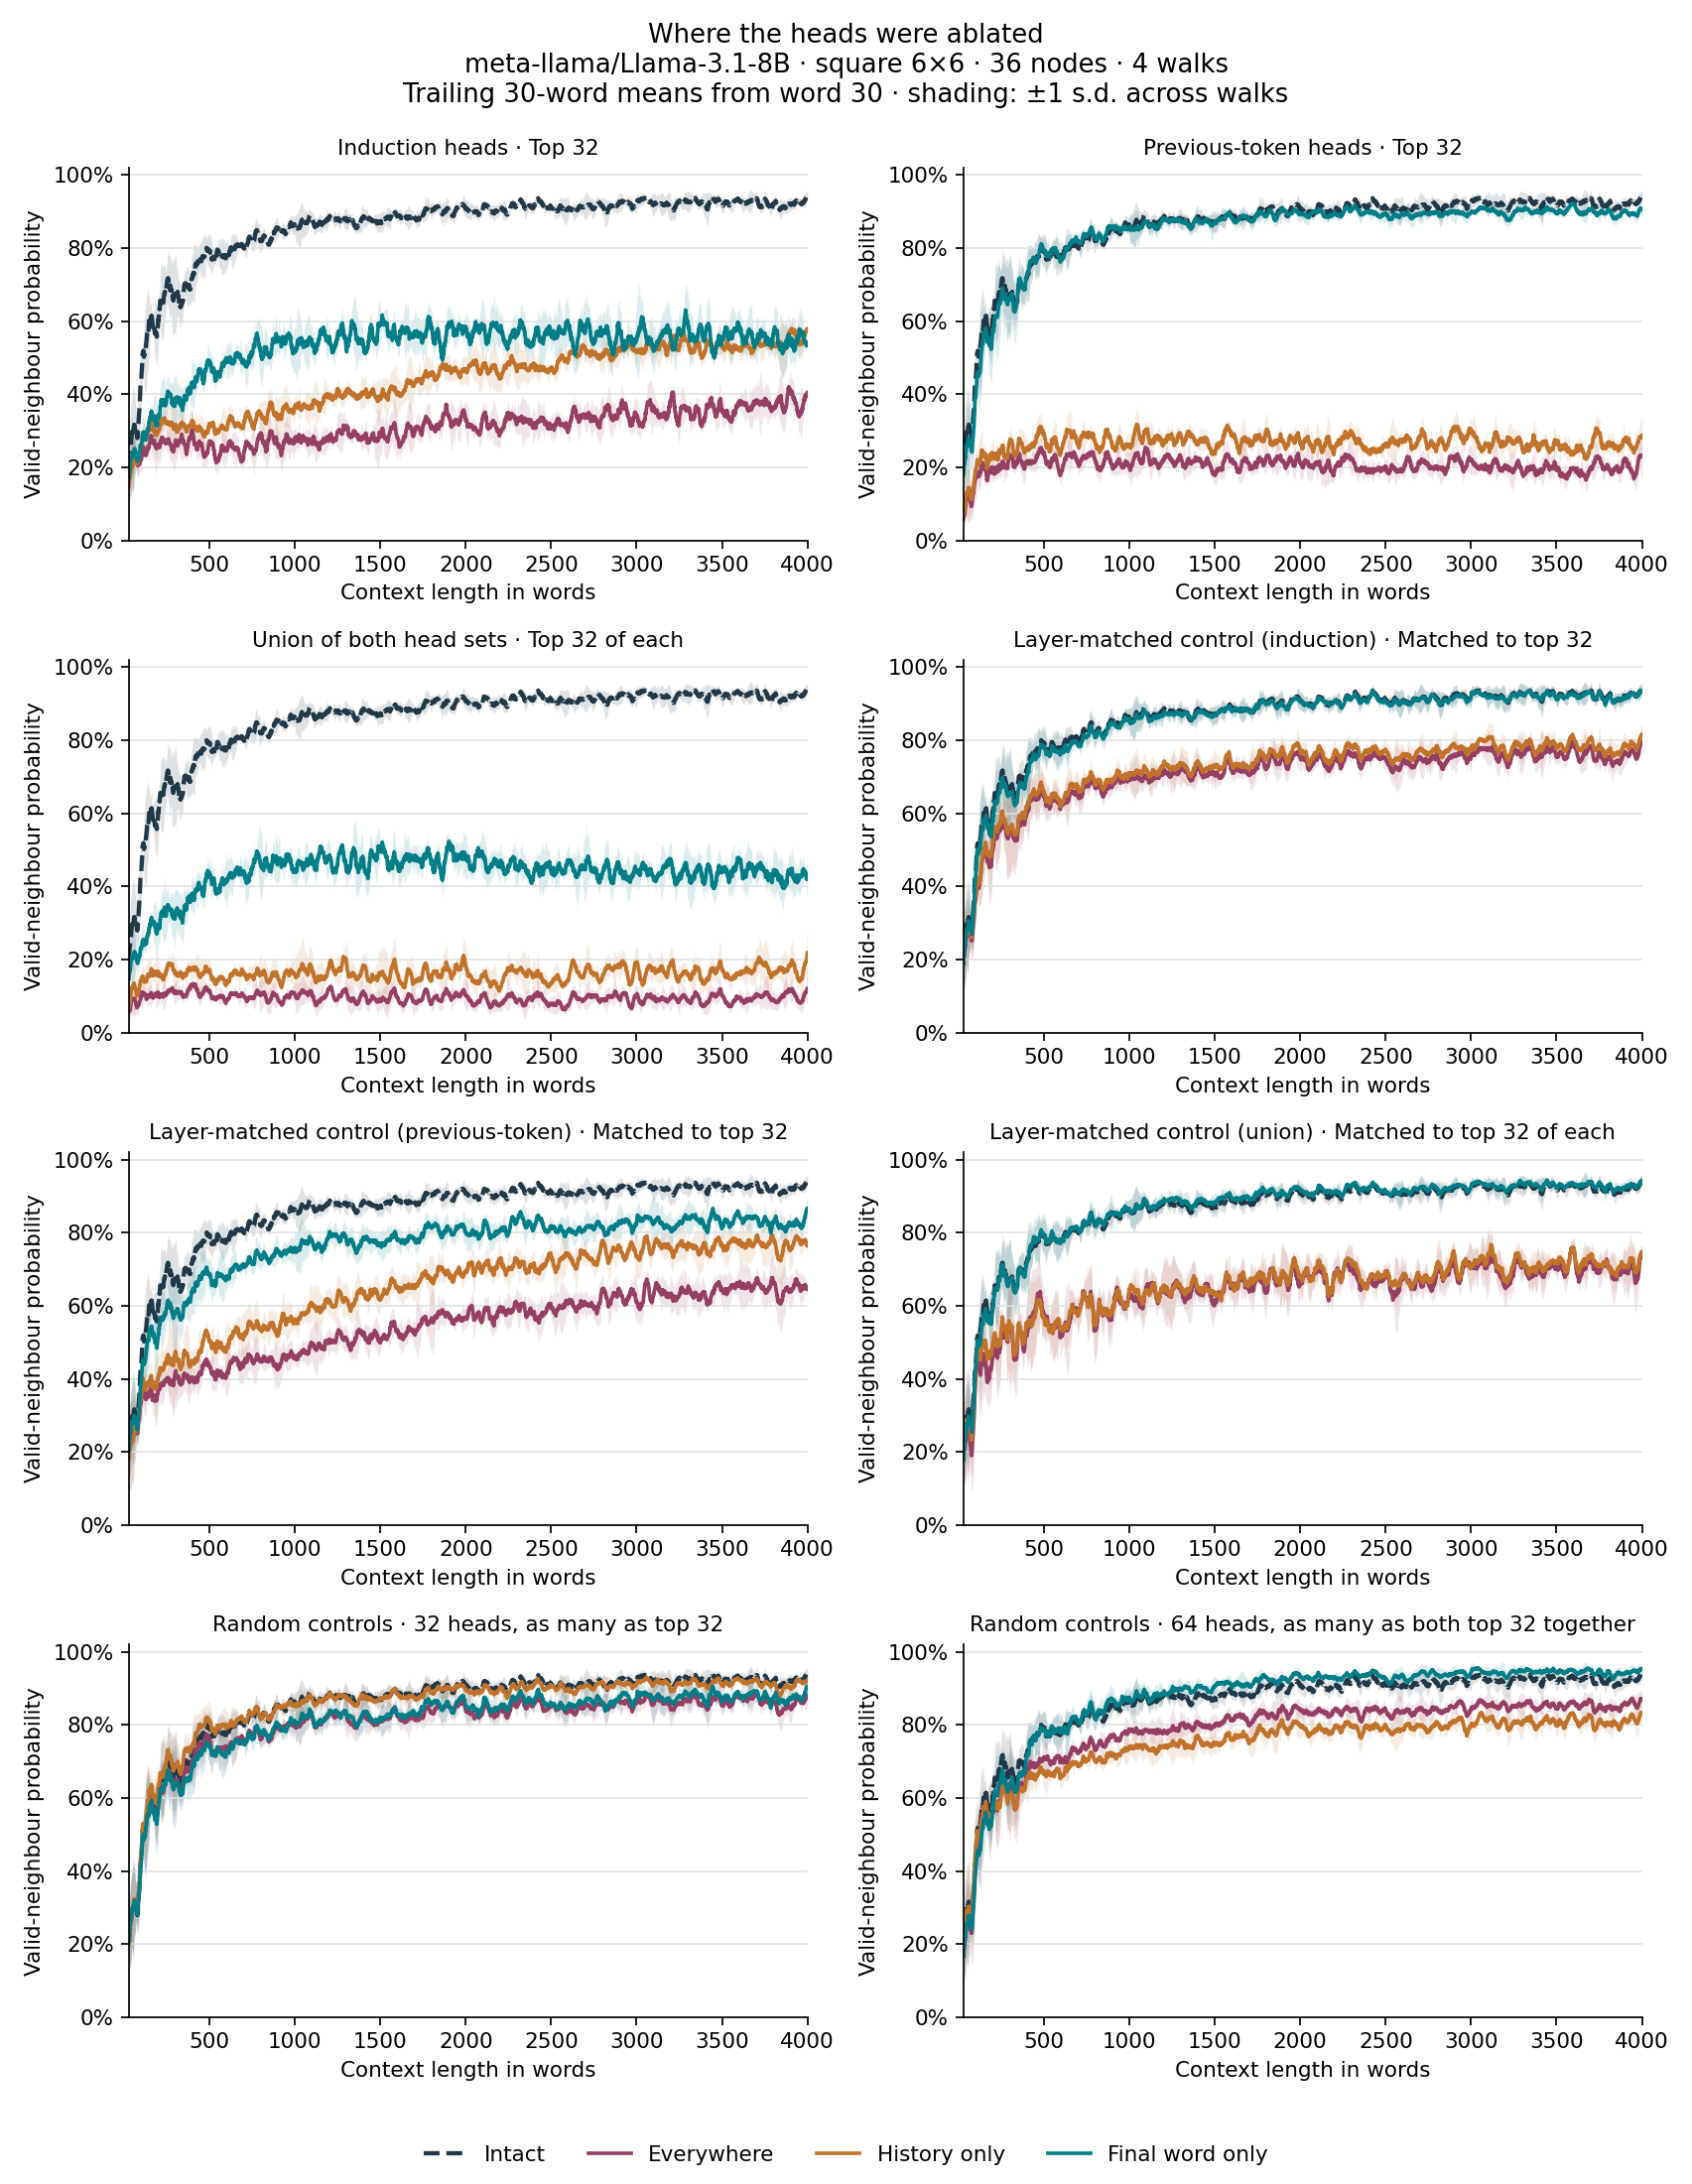 Where the heads were ablated
meta-llama/Llama-3.1-8B · square 6×6 · 36 nodes · 4 walks
Trailing 30-word means from word 30 · shading: ±1 s.d. across walks
Induction heads · Top 32
100%
80%
60%
40%
20%
0%
Valid-neighbour probability
500 1000 1500 2000 2500 3000 3500 4000
Context length in words
Previous-token heads · Top 32
100%
80%
60%
40%
20%
0%
Valid-neighbour probability
500 1000 1500 2000 2500 3000 3500 4000
Context length in words
Union of both head sets · Top 32 of each
100%
80%
60%
40%
20%
0%
Valid-neighbour probability
500 1000 1500 2000 2500 3000 3500 4000
Context length in words
Layer-matched control (induction) · Matched to top 32
100%
80%
60%
40%
20%
0%
Valid-neighbour probability
500 1000 1500 2000 2500 3000 3500 4000
Context length in words
Layer-matched control (previous-token) · Matched to top 32
100%
80%
60%
40%
20%
0%
Valid-neighbour probability
500 1000 1500 2000 2500 3000 3500 4000
Context length in words
Layer-matched control (union) · Matched to top 32 of each
100%
80%
60%
40%
20%
0%
Valid-neighbour probability
500 1000 1500 2000 2500 3000 3500 4000
Context length in words
Random controls · 32 heads, as many as top 32
100%
80%
60%
40%
20%
0%
Valid-neighbour probability
500 1000 1500 2000 2500 3000 3500 4000
Context length in words
Random controls · 64 heads, as many as both top 32 together
100%
80%
60%
40%
20%
0%
Valid-neighbour probability
500 1000 1500 2000 2500 3000 3500 4000
Context length in words
Intact Everywhere History only Final word only